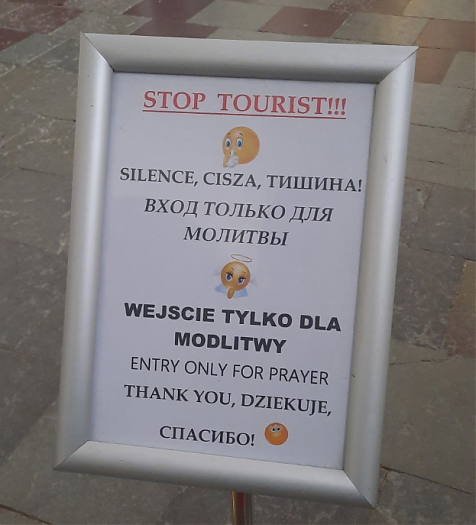 STOP TOURIST!!!
SILENCE, CISZA, ТИШИНА!
ВХОД ТОЛЬКО ДЛЯ
МОЛИТВЫ
WEJSCIE TYLKO DLA
MODLITWY
ENTRY ONLY FOR PRAYER
THANK YOU, DZIEKUJE,
СПАСИБО!